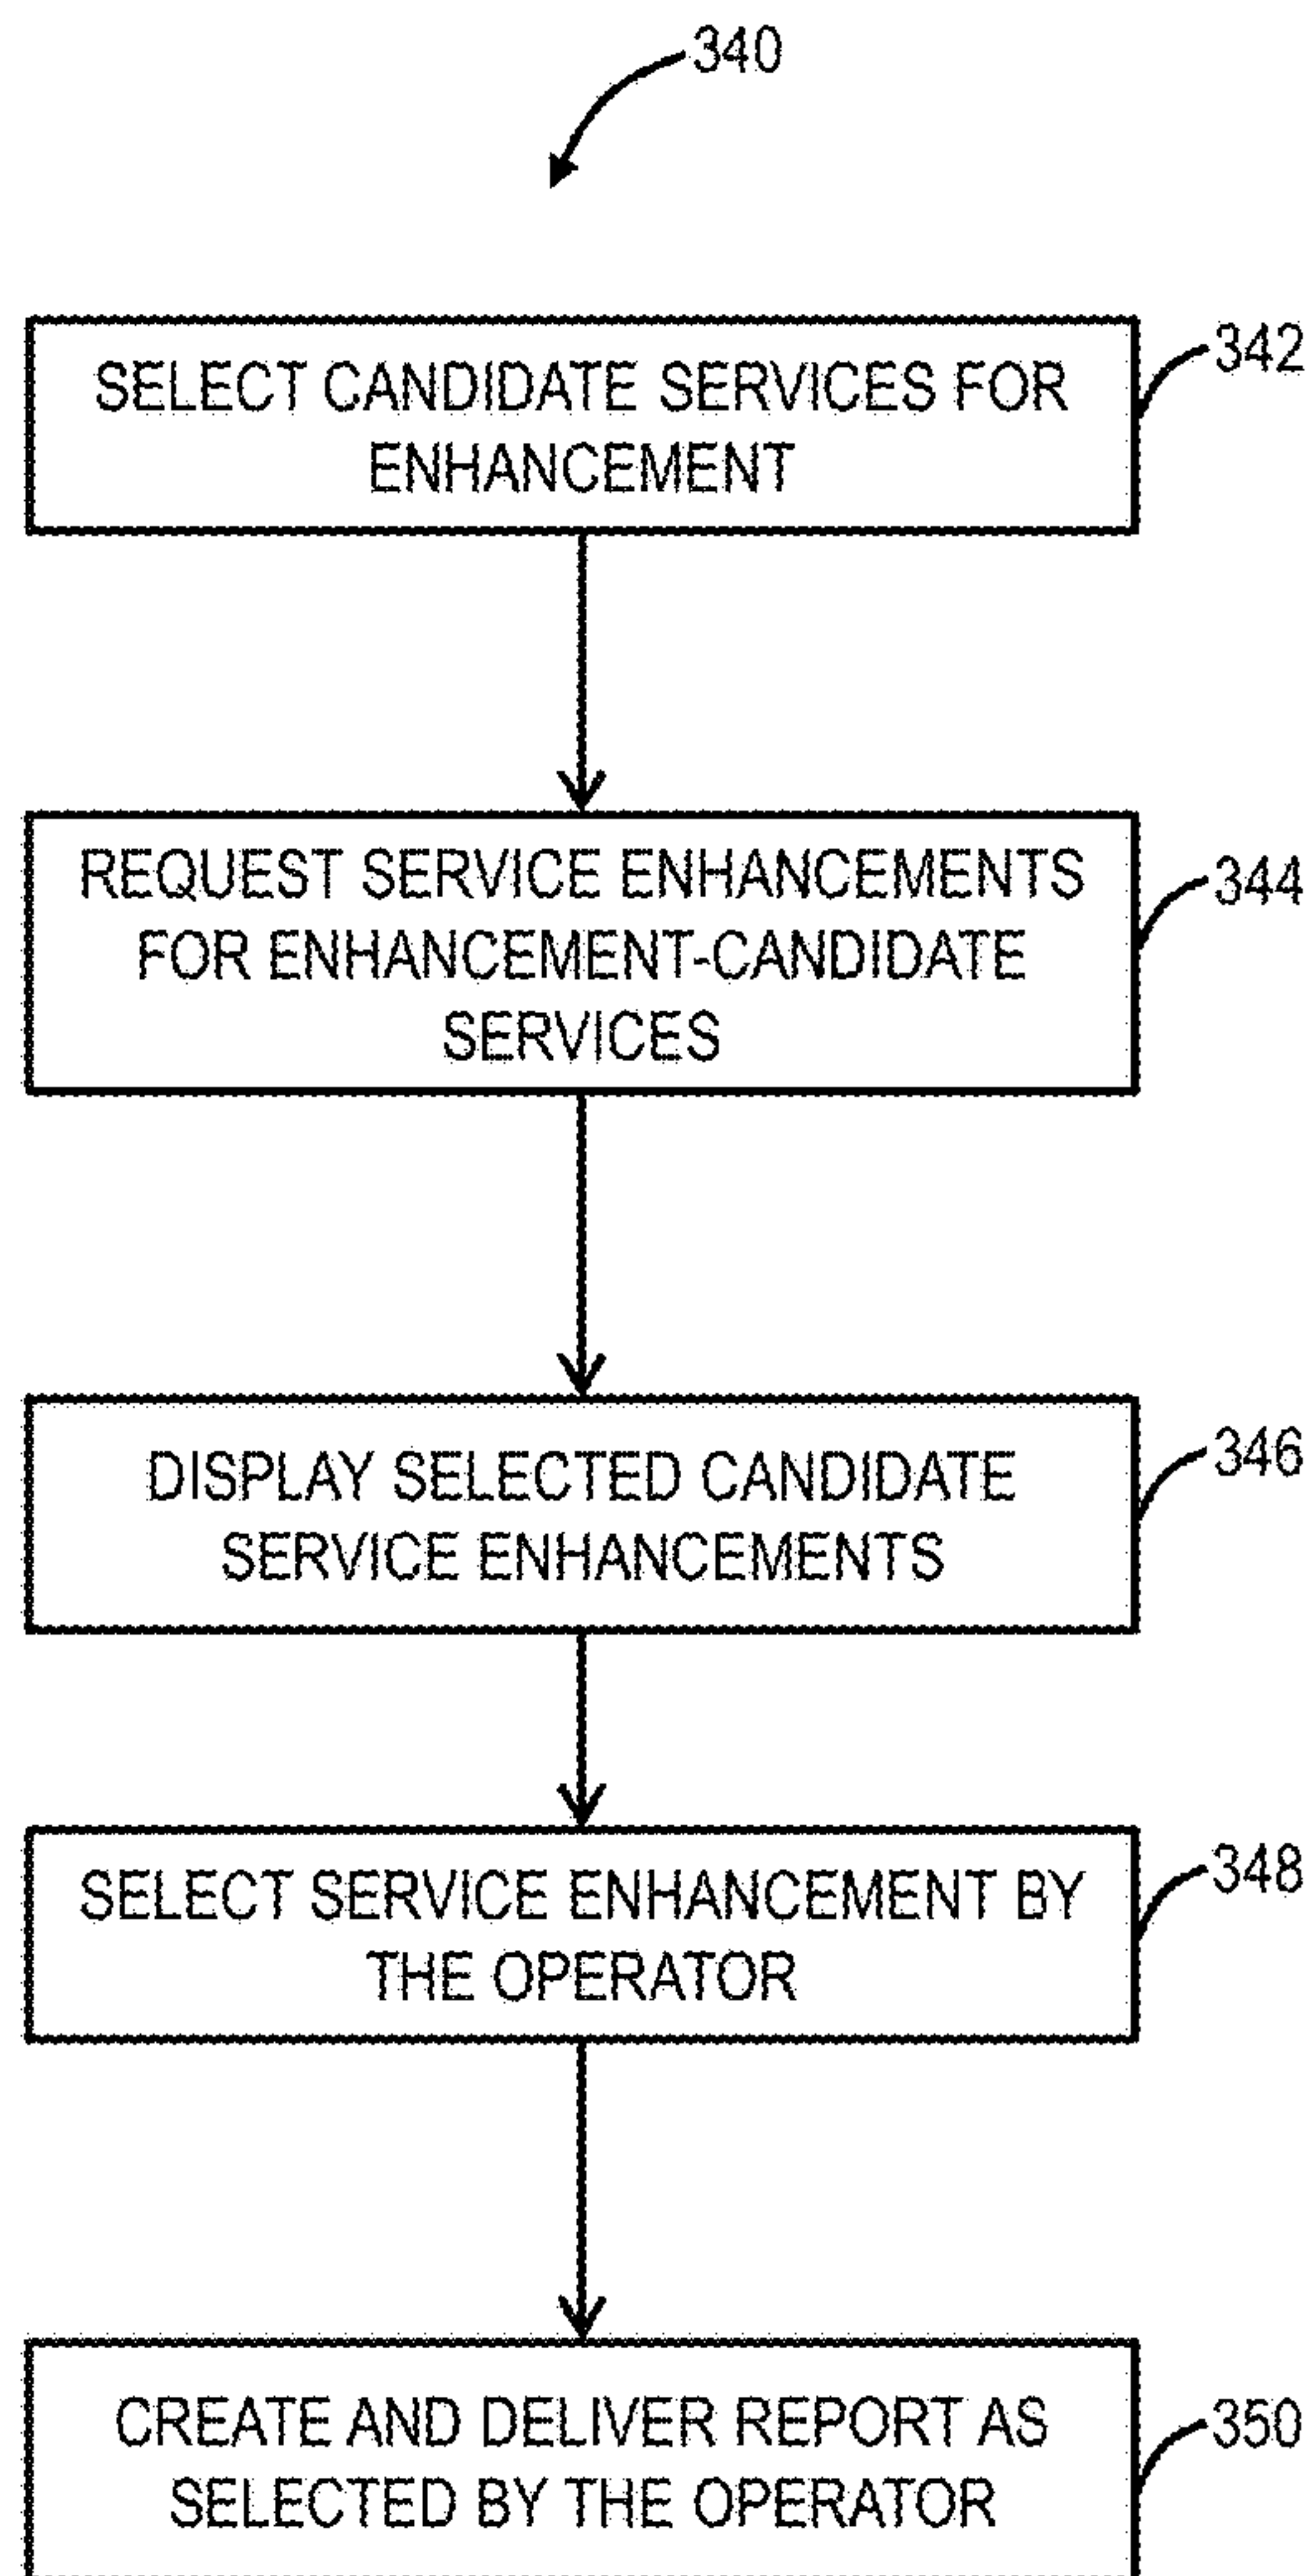 340
SELECT CANDIDATE SERVICES FOR
ENHANCEMENT
342
REQUEST SERVICE ENHANCEMENTS
FOR ENHANCEMENT-CANDIDATE
SERVICES
344
DISPLAY SELECTED CANDIDATE
SERVICE ENHANCEMENTS
346
SELECT SERVICE ENHANCEMENT BY
THE OPERATOR
348
CREATE AND DELIVER REPORT AS
SELECTED BY THE OPERATOR
350